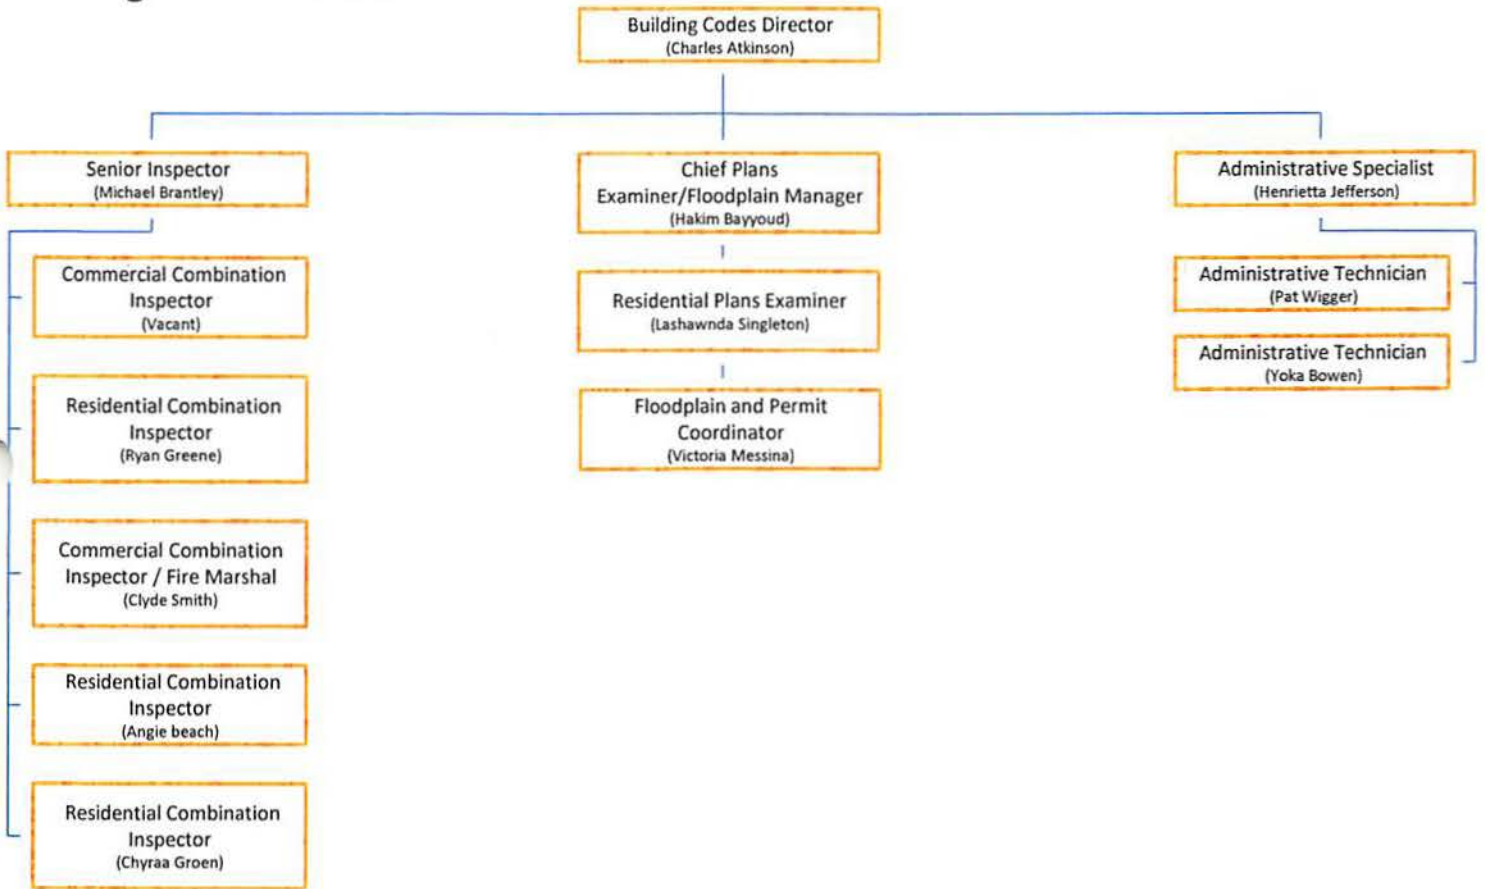 Building Codes Director
(Charles Atkinson)
Senior Inspector
(Michael Brantley)
Chief Plans
Examiner/Floodplain Manager
(Hakim Bayyoud)
Administrative Specialist
(Henrietta Jefferson)
Commercial Combination
Inspector
(Vacant)
Residential Combination
Inspector
(Ryan Greene)
Commercial Combination
Inspector / Fire Marshal
(Clyde Smith)
Residential Combination
Inspector
(Angie beach)
Residential Combination
Inspector
(Chyraa Groen)
Residential Plans Examiner
(Lashawnda Singleton)
Floodplain and Permit
Coordinator
(Victoria Messina)
Administrative Technician
(Pat Wigger)
Administrative Technician
(Yoka Bowen)